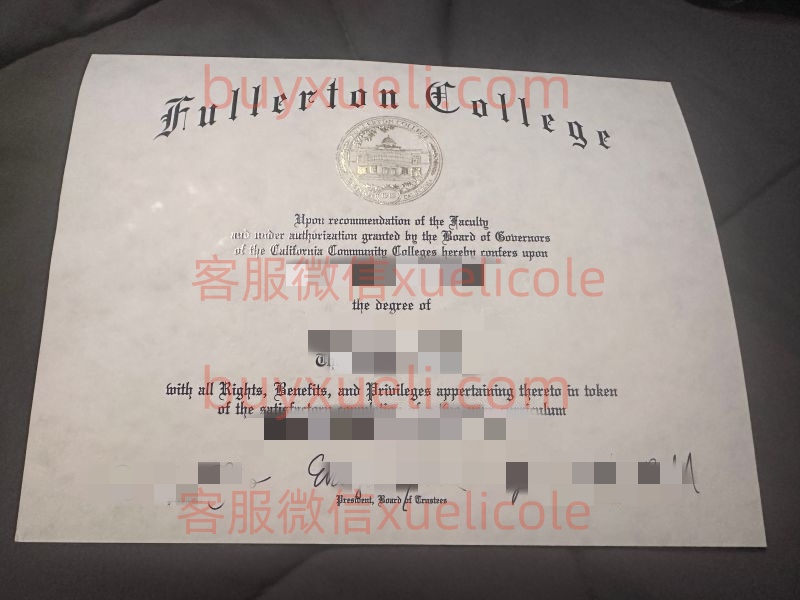 buyxueli.com
Fullerton College
Upon recommendation of the Faculty
and under authorization granted by the Board of Governors
of the California Community Colleges hereby confers upon
客服微信xuelicole
the degree of
Th
with all Rights, Benefits, and Privileges appertaining thereto in token
buyxueli.com
of the satisfactory
President, Board of Trustees
客服微信xuelicole